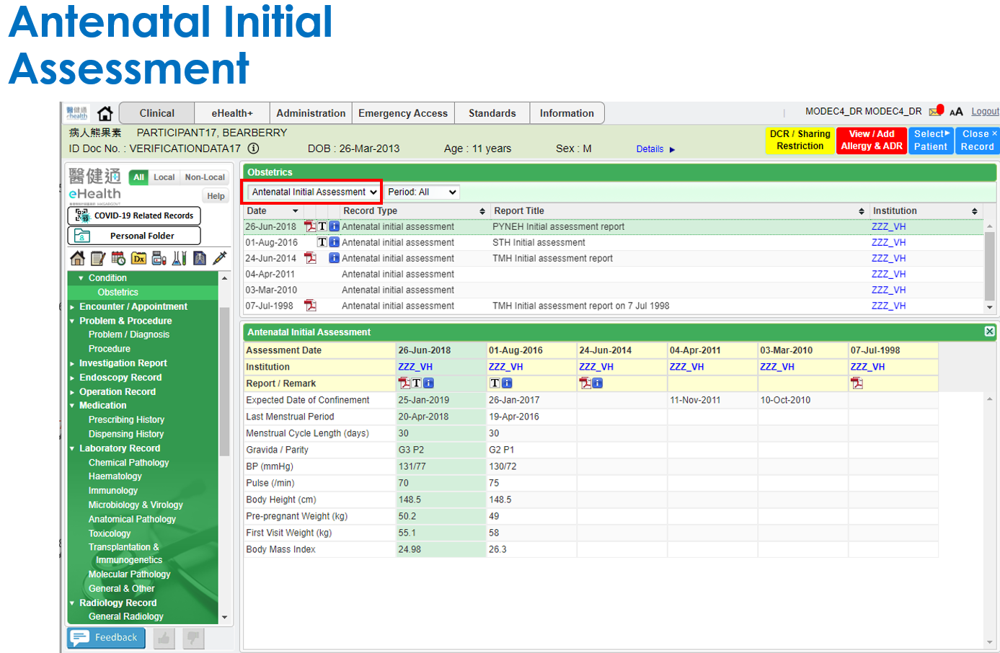 Antenatal Initial
Assessment
醫健通
ehealth
Clinical eHealth+ Administration Emergency Access Standards Information
MODEC4_DR MODEC4_DR AA Logout
病人熊果素 PARTICIPANT17, BEARBERRY
ID Doc No. : VERIFICATIONDATA17 DOB : 26-Mar-2013 Age : 11 years Sex : M Details
DCR / Sharing Restriction
View / Add Allergy & ADR
Select Patient
Close × Record
醫健通
eHealth
All Local Non-Local
Help
COVID-19 Related Records
Personal Folder
Dx
Condition
Obstetrics
Encounter / Appointment
Problem & Procedure
Problem / Diagnosis
Procedure
Investigation Report
Endoscopy Record
Operation Record
Medication
Prescribing History
Dispensing History
Laboratory Record
Chemical Pathology
Haematology
Immunology
Microbiology & Virology
Anatomical Pathology
Toxicology
Transplantation &
Immunogenetics
Molecular Pathology
General & Other
Radiology Record
General Radiology
Feedback
Obstetrics
Antenatal Initial Assessment Period: All
Date Record Type Report Title Institution
26-Jun-2018 T i Antenatal initial assessment PYNEH Initial assessment report ZZZ_VH
01-Aug-2016 T i Antenatal initial assessment STH Initial assessment ZZZ_VH
24-Jun-2014 i Antenatal initial assessment TMH Initial assessment report ZZZ_VH
04-Apr-2011 Antenatal initial assessment ZZZ_VH
03-Mar-2010 Antenatal initial assessment ZZZ_VH
07-Jul-1998 Antenatal initial assessment TMH Initial assessment report on 7 Jul 1998 ZZZ_VH
Antenatal Initial Assessment
Assessment Date 26-Jun-2018 01-Aug-2016 24-Jun-2014 04-Apr-2011 03-Mar-2010 07-Jul-1998
Institution ZZZ_VH ZZZ_VH ZZZ_VH ZZZ_VH ZZZ_VH ZZZ_VH
Report / Remark T i T i i
Expected Date of Confinement 25-Jan-2019 26-Jan-2017 11-Nov-2011 10-Oct-2010
Last Menstrual Period 20-Apr-2018 19-Apr-2016
Menstrual Cycle Length (days) 30 30
Gravida / Parity G3 P2 G2 P1
BP (mmHg) 131/77 130/72
Pulse (/min) 70 75
Body Height (cm) 148.5 148.5
Pre-pregnant Weight (kg) 50.2 49
First Visit Weight (kg) 55.1 58
Body Mass Index 24.98 26.3